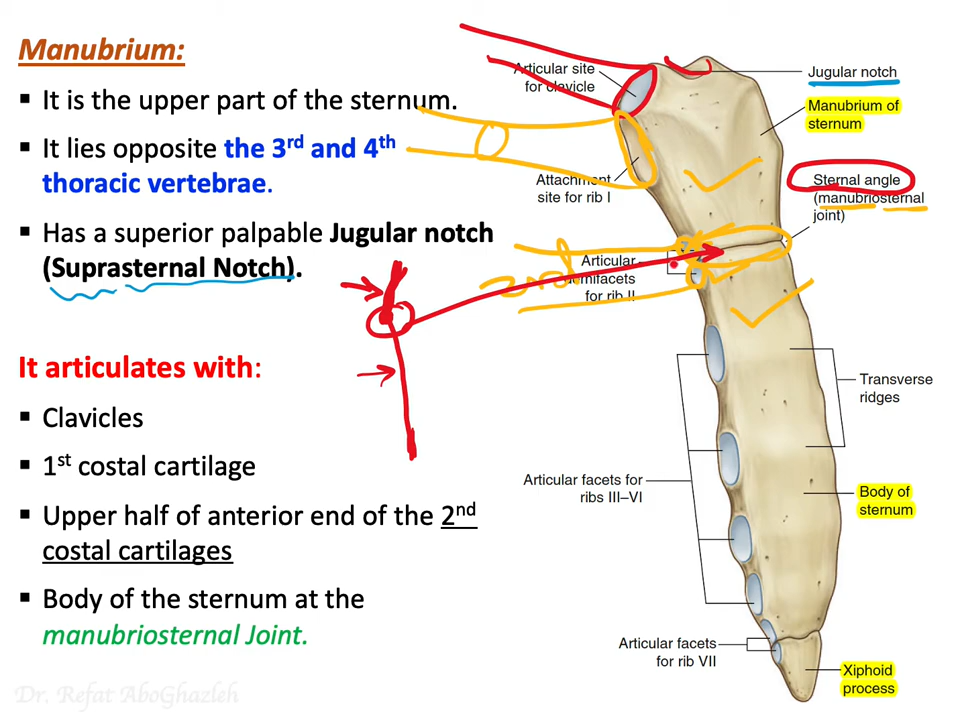 Manubrium:
▪ It is the upper part of the sternum.
▪ It lies opposite the 3rd and 4th
thoracic vertebrae.
▪ Has a superior palpable Jugular notch
(Suprasternal Notch).
It articulates with:
▪ Clavicles
▪ 1st costal cartilage
▪ Upper half of anterior end of the 2nd
costal cartilages
▪ Body of the sternum at the
manubriosternal Joint.
Dr. Refat AboGhazleh
Articular site
for clavicle
Attachment
site for rib I
Articular
demifacets
for rib II
3rd
Articular facets for
ribs III–VI
Articular facets
for rib VII
Jugular notch
Manubrium of
sternum
Sternal angle
(manubriosternal
joint)
Transverse
ridges
Body of
sternum
Xiphoid
process